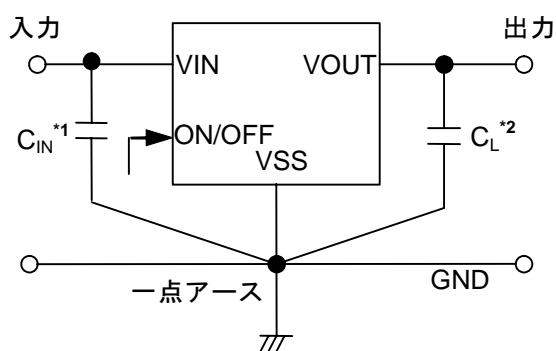 入力
出力
VIN
VOUT
C_IN*1
ON/OFF
VSS
C_L*2
一点アース
GND